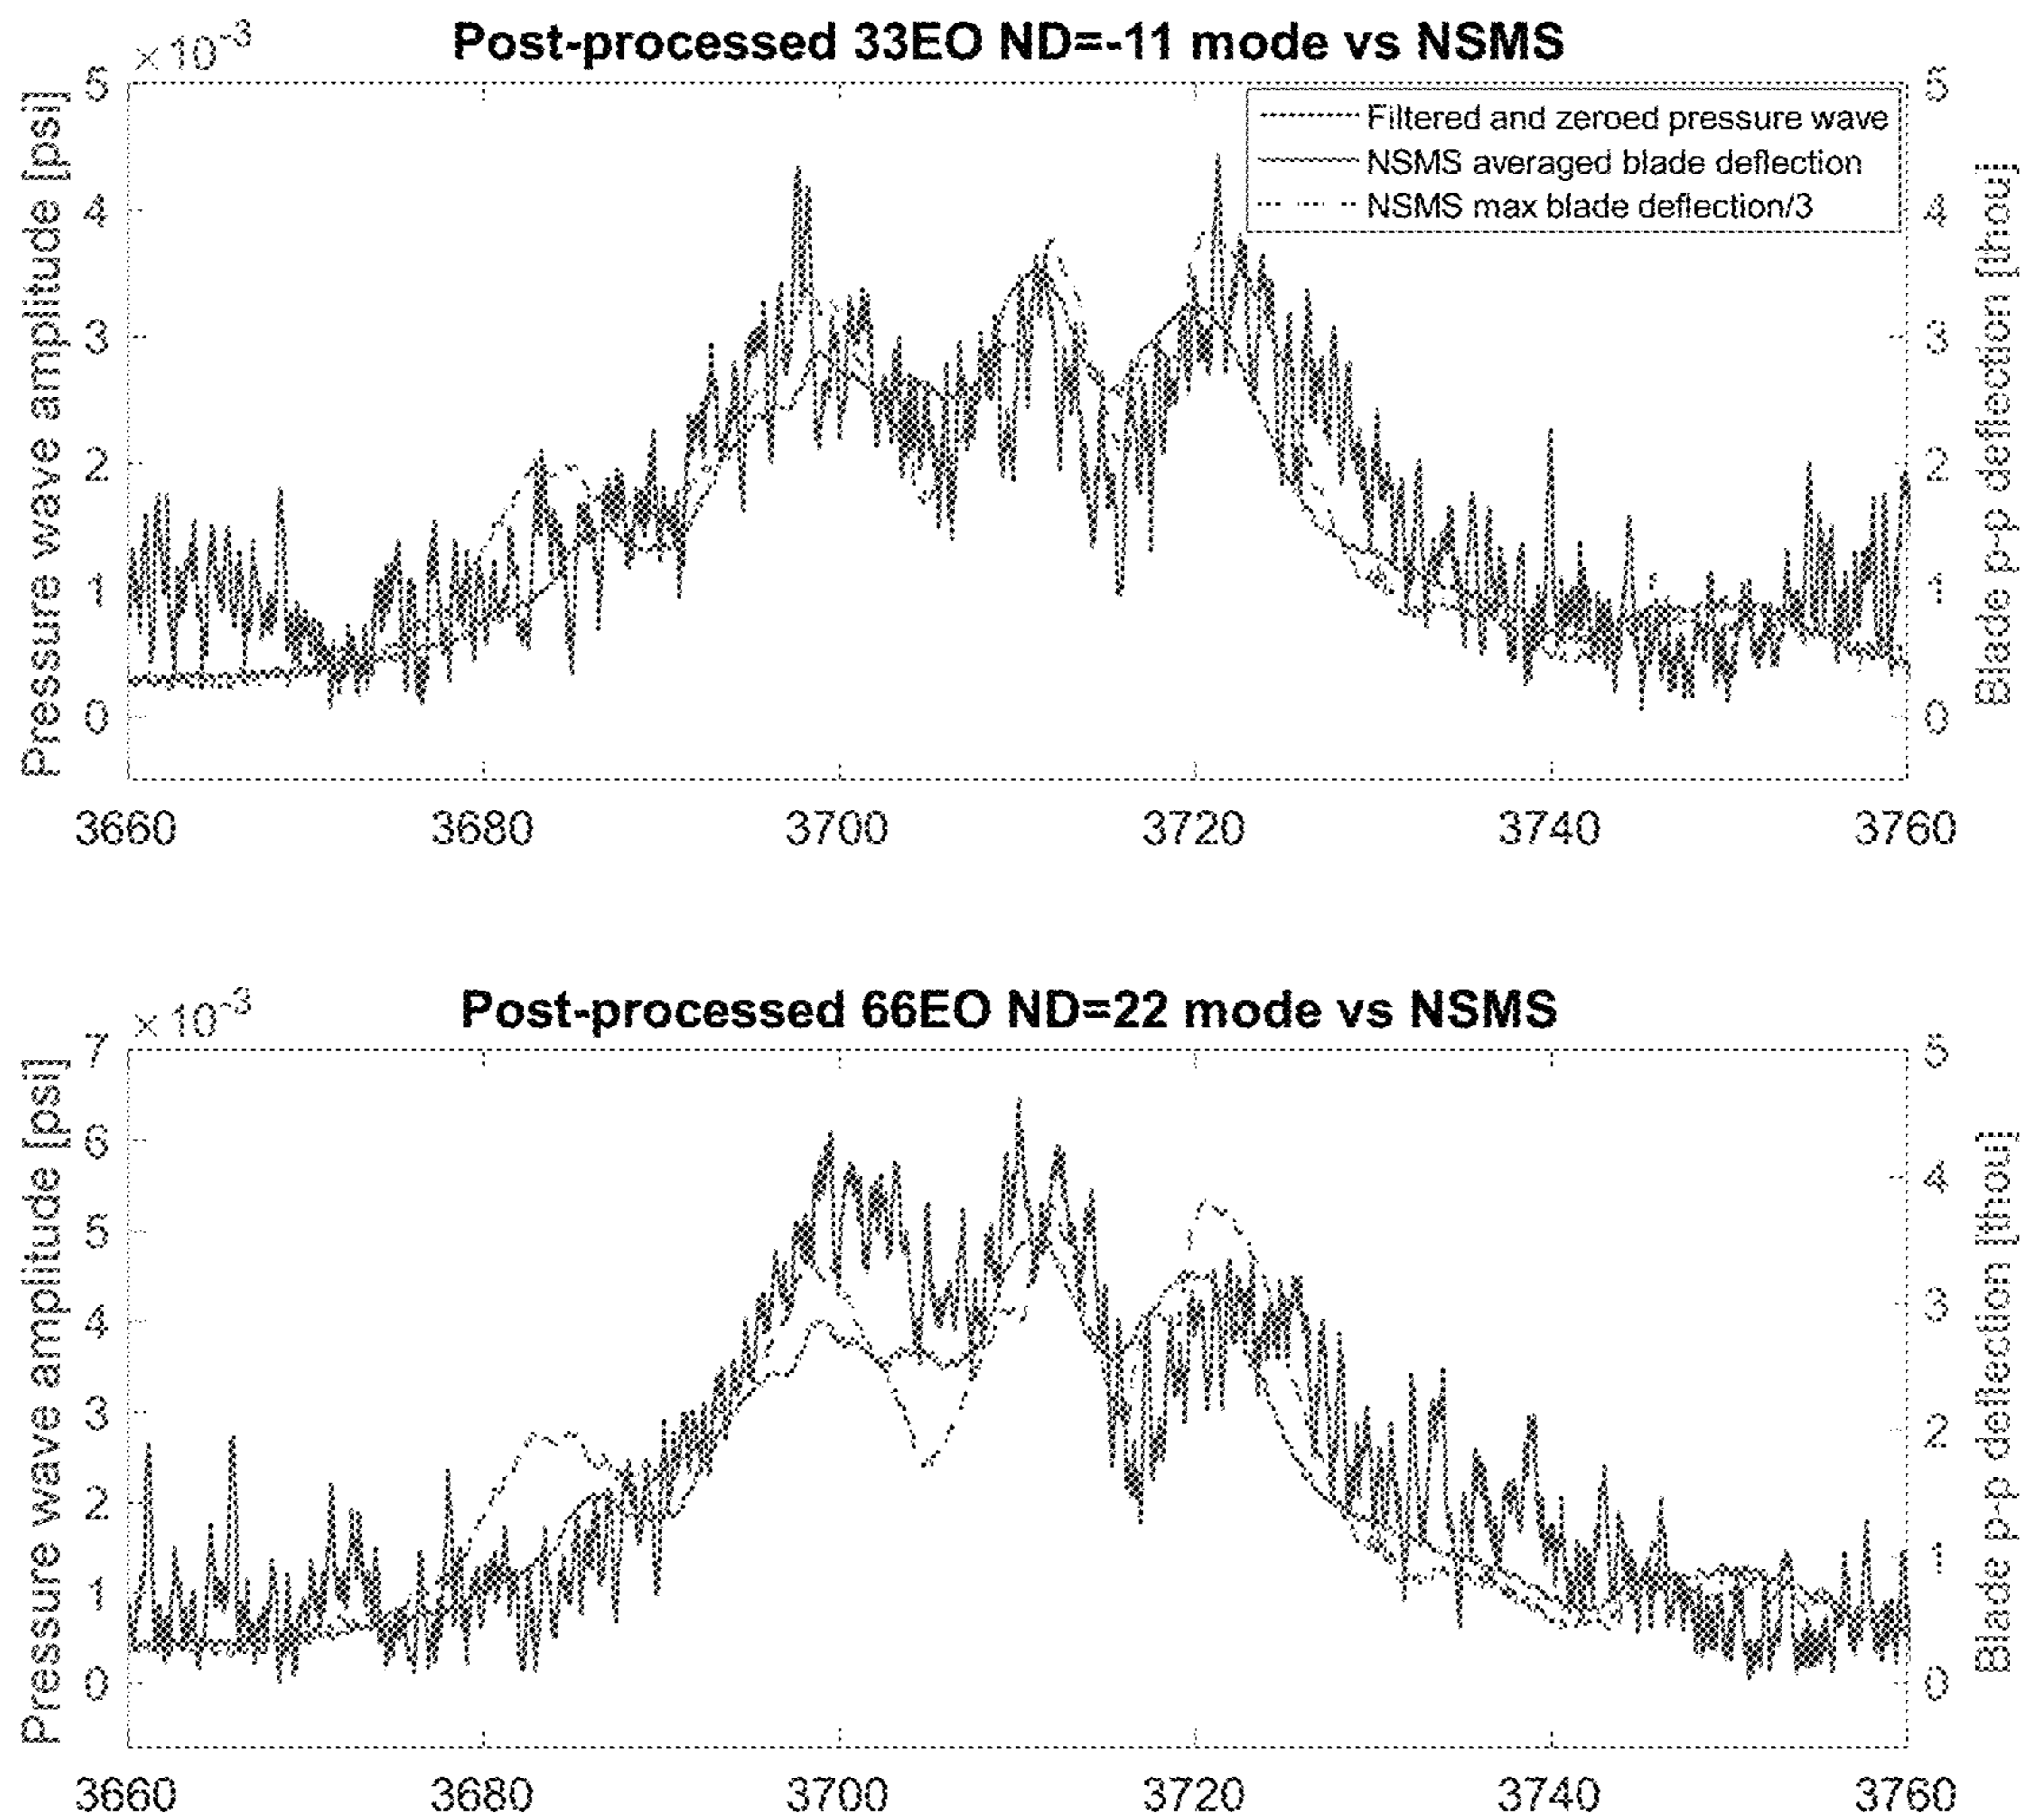 Post-processed 33EO ND=-11 mode vs NSMS
×10-3
Pressure wave amplitude [psi]
5
4
3
2
1
0
Filtered and zeroed pressure wave
NSMS averaged blade deflection
NSMS max blade deflection/3
5
4
3
2
1
0
Blade p-p deflection [thou]
3660 3680 3700 3720 3740 3760
Post-processed 66EO ND=22 mode vs NSMS
×10-3
Pressure wave amplitude [psi]
7
6
5
4
3
2
1
0
5
4
3
2
1
0
Blade p-p deflection [thou]
3660 3680 3700 3720 3740 3760